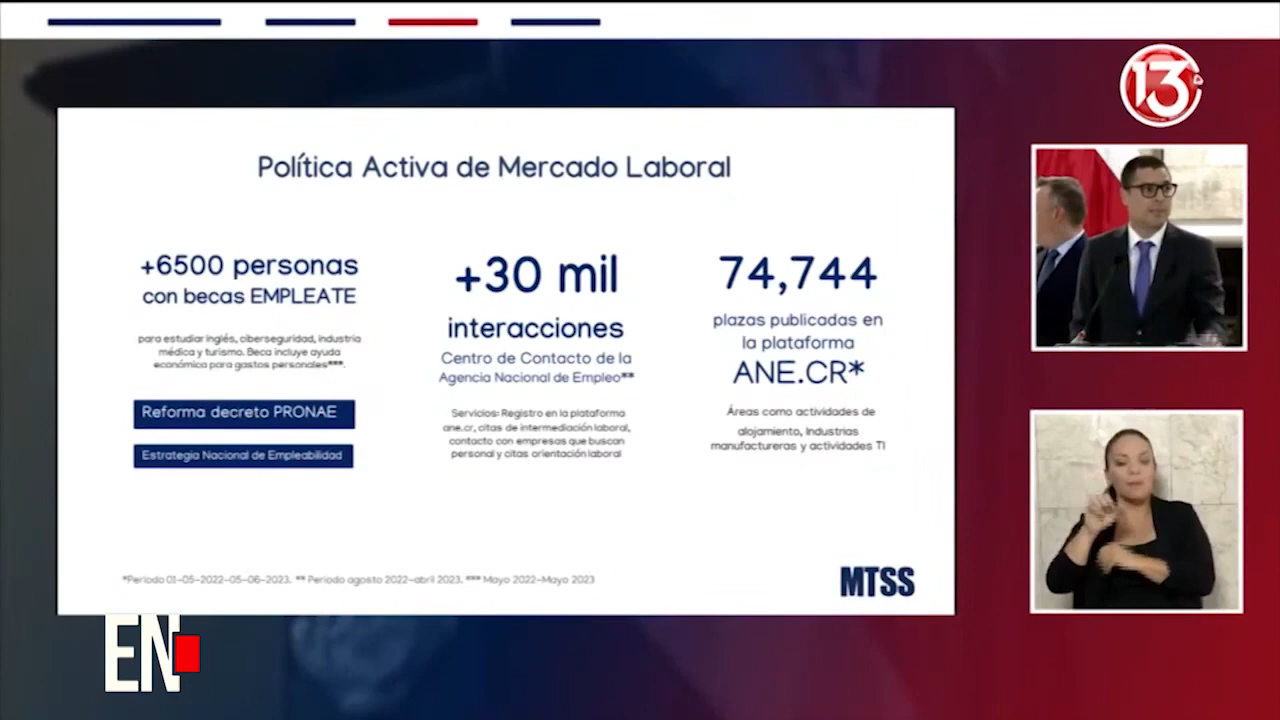 13
Política Activa de Mercado Laboral
+6500 personas
con becas EMPLEATE
para estudiar inglés, ciberseguridad, industria
médica y turismo. Beca incluye ayuda
económica para gastos personales***.
Reforma decreto PRONAE
Estrategia Nacional de Empleabilidad
+30 mil
interacciones
Centro de Contacto de la
Agencia Nacional de Empleo**
Servicios: Registro en la plataforma
ane.cr, citas de intermediación laboral,
contacto con empresas que buscan
personal y citas orientación laboral
74,744
plazas publicadas en
la plataforma
ANE.CR*
Áreas como actividades de
alojamiento, Industrias
manufactureras y actividades TI
*Periodo 01-05-2022-05-06-2023. ** Periodo agosto 2022-abril 2023. *** Mayo 2022-Mayo 2023
MTSS
EN